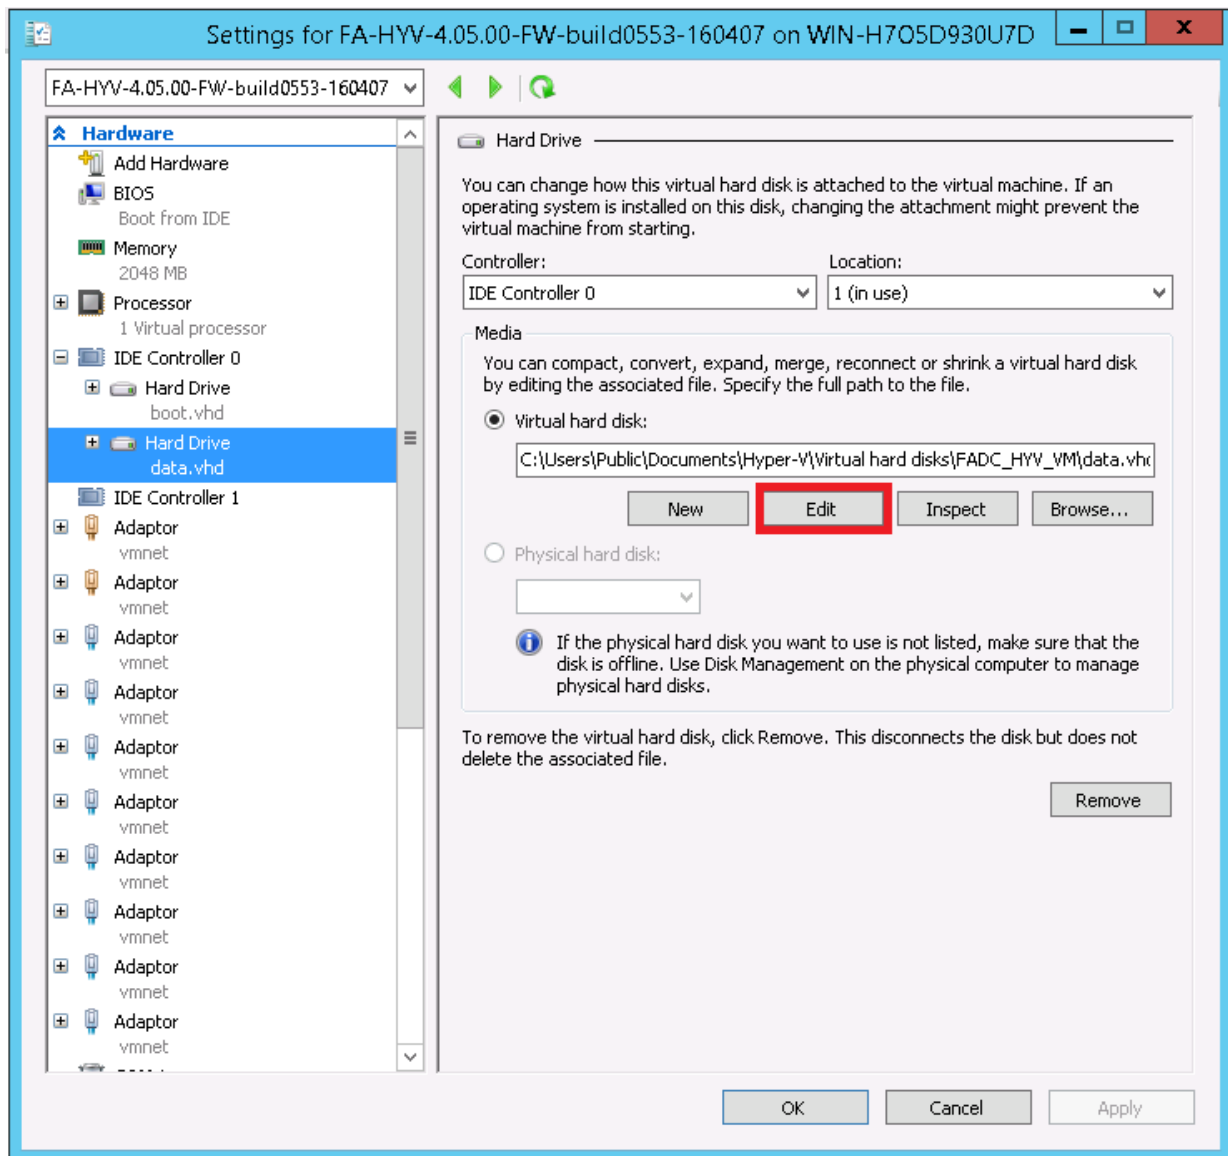 Settings for FA-HYV-4.05.00-FW-build0553-160407 on WIN-H7O5D930U7D
FA-HYV-4.05.00-FW-build0553-160407
Hardware
Add Hardware
BIOS
Boot from IDE
Memory
2048 MB
Processor
1 Virtual processor
IDE Controller 0
Hard Drive
boot.vhd
Hard Drive
data.vhd
IDE Controller 1
Adaptor
vmnet
Adaptor
vmnet
Adaptor
vmnet
Adaptor
vmnet
Adaptor
vmnet
Adaptor
vmnet
Adaptor
vmnet
Adaptor
vmnet
Adaptor
vmnet
Adaptor
vmnet
Hard Drive
You can change how this virtual hard disk is attached to the virtual machine. If an
operating system is installed on this disk, changing the attachment might prevent the
virtual machine from starting.
Controller:
Location:
IDE Controller 0
1 (in use)
Media
You can compact, convert, expand, merge, reconnect or shrink a virtual hard disk
by editing the associated file. Specify the full path to the file.
Virtual hard disk:
C:\Users\Public\Documents\Hyper-V\Virtual hard disks\FADC_HYV_VM\data.vhd
New
Edit
Inspect
Browse...
Physical hard disk:
If the physical hard disk you want to use is not listed, make sure that the
disk is offline. Use Disk Management on the physical computer to manage
physical hard disks.
To remove the virtual hard disk, click Remove. This disconnects the disk but does not
delete the associated file.
Remove
OK
Cancel
Apply